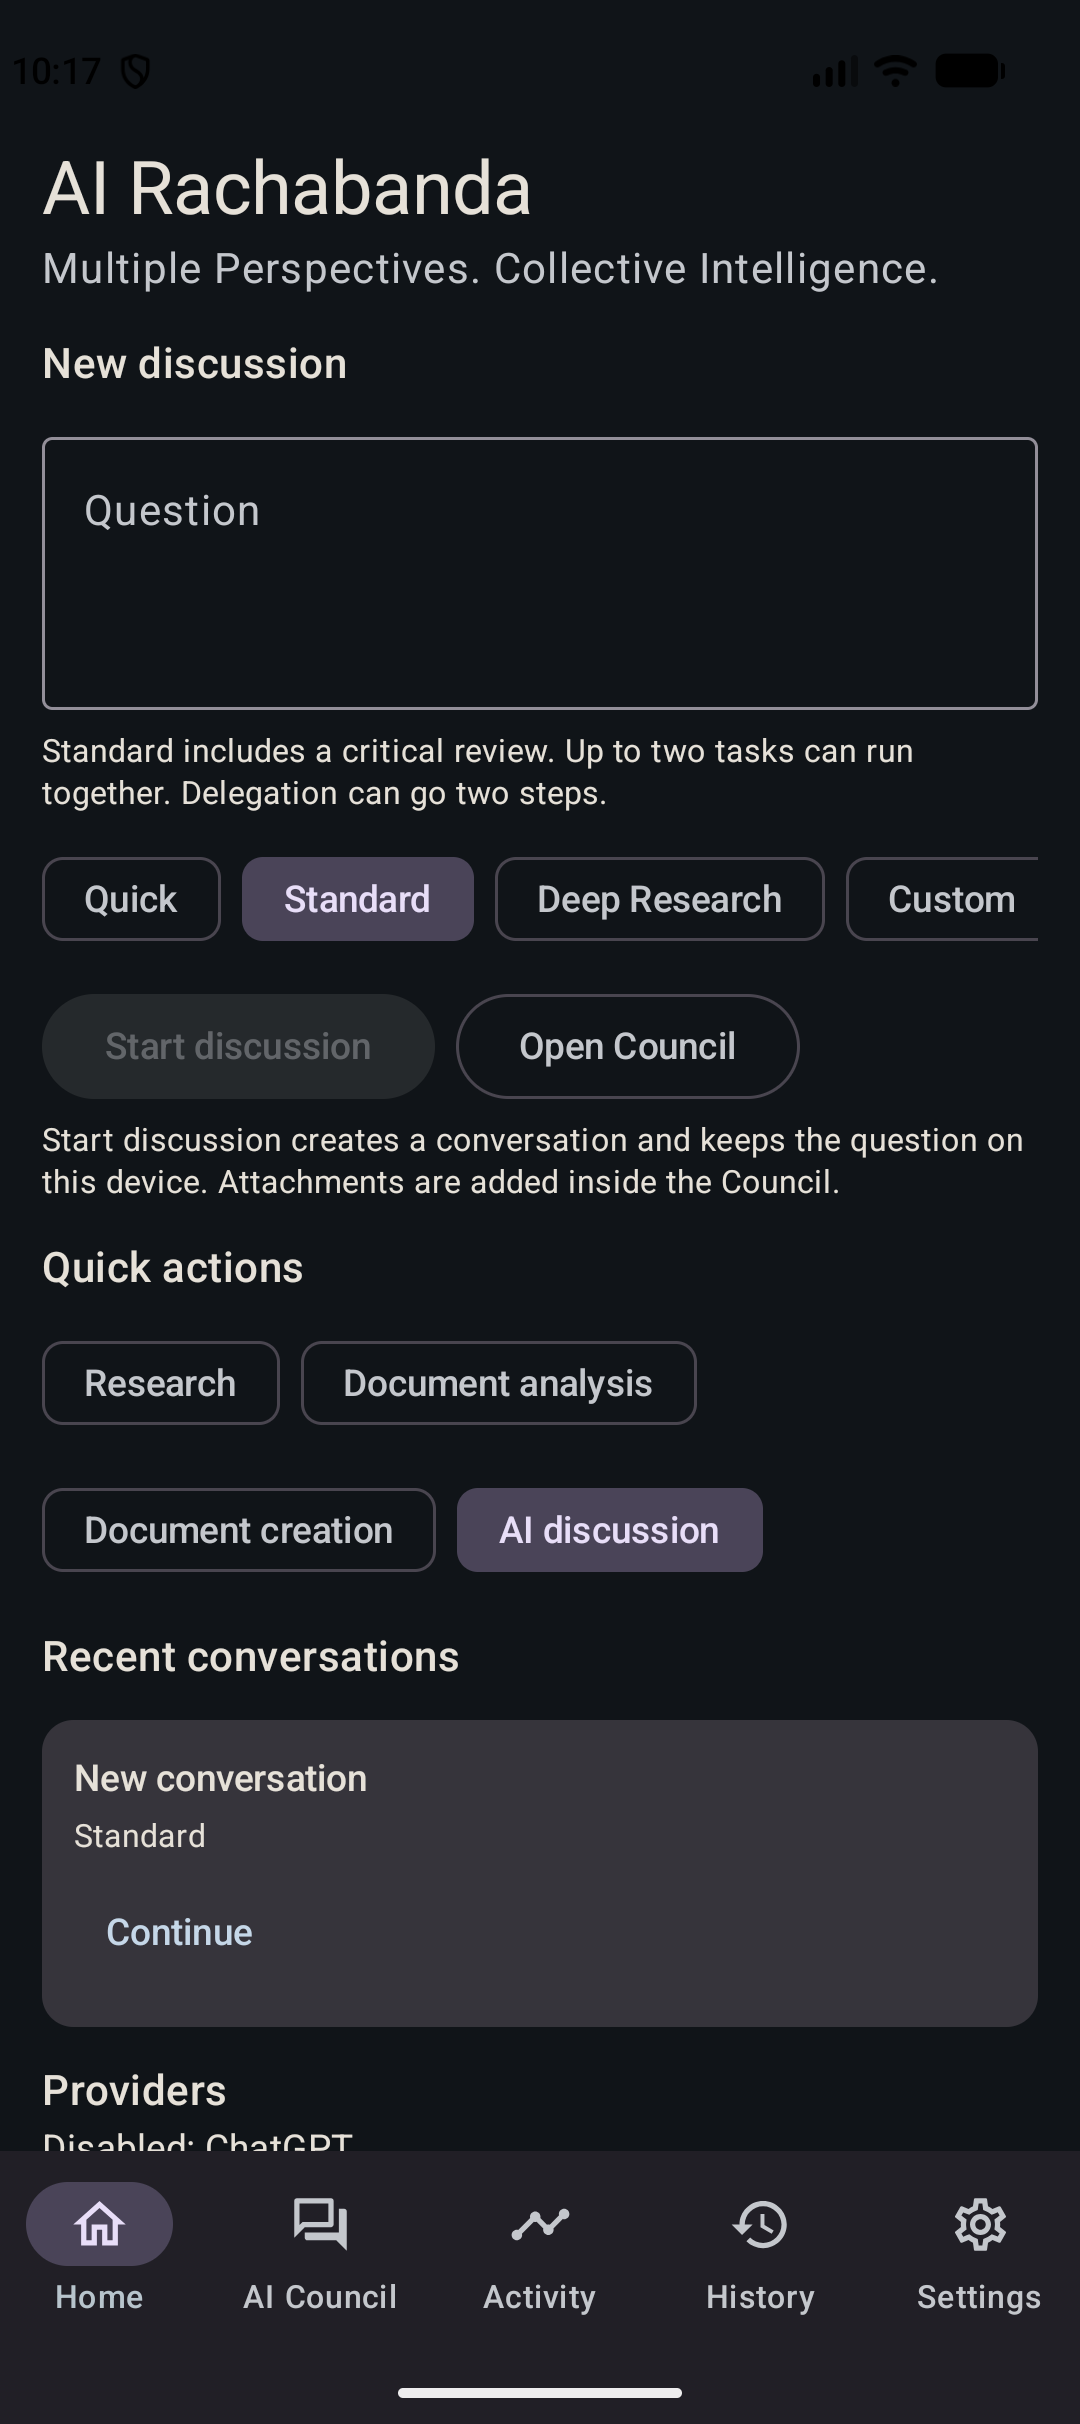 10:17
AI Rachabanda
Multiple Perspectives. Collective Intelligence.
New discussion
Question
Standard includes a critical review. Up to two tasks can run
together. Delegation can go two steps.
Quick Standard Deep Research Custom
Start discussion Open Council
Start discussion creates a conversation and keeps the question on
this device. Attachments are added inside the Council.
Quick actions
Research Document analysis
Document creation AI discussion
Recent conversations
New conversation
Standard
Continue
Providers
Disabled: ChatGPT
Home AI Council Activity History Settings